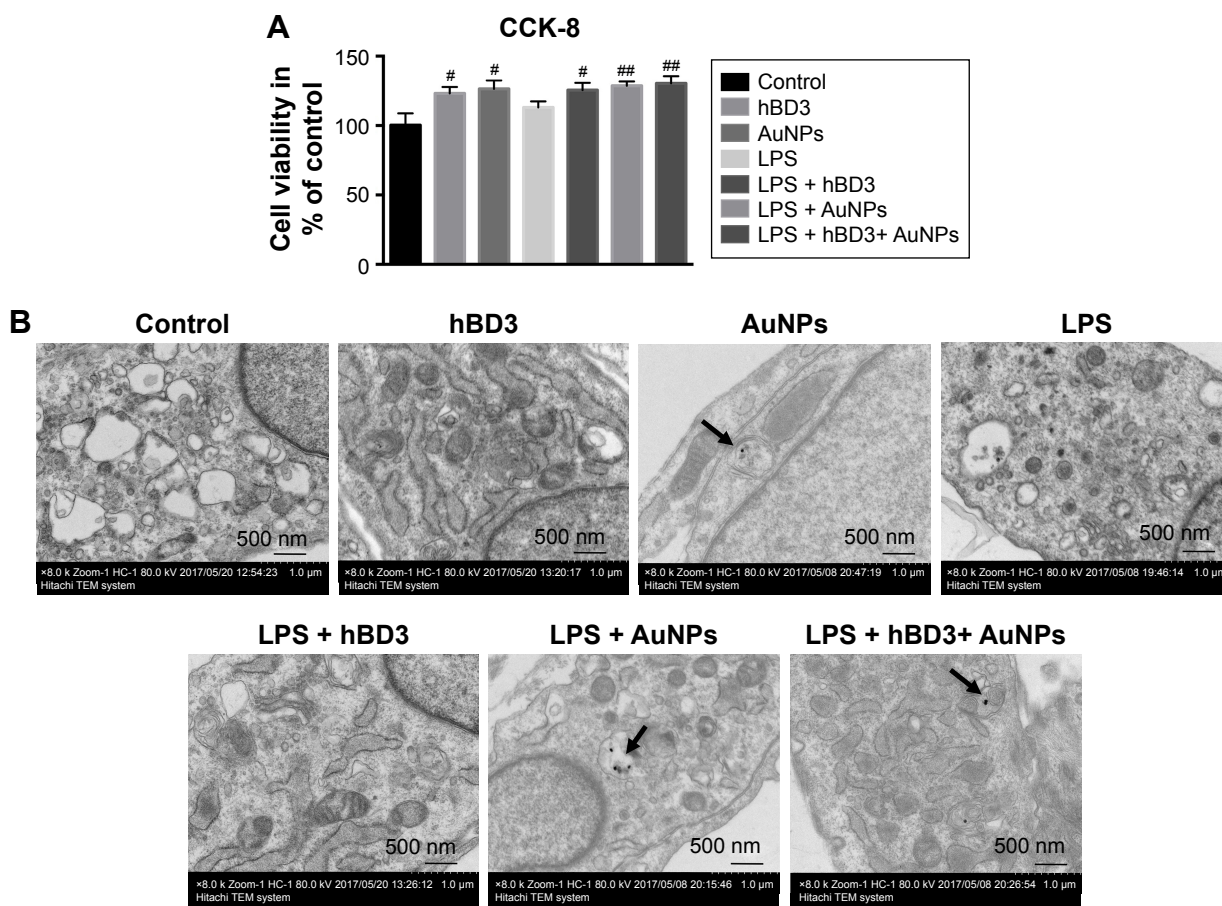 A
CCK-8
Cell viability in
% of control
150
100
50
0
#
#
#
##
##
Control
hBD3
AuNPs
LPS
LPS + hBD3
LPS + AuNPs
LPS + hBD3+ AuNPs
B
Control
hBD3
AuNPs
LPS
500 nm
500 nm
500 nm
500 nm
×8.0 k Zoom-1 HC-1 80.0 kV 2017/05/20 12:54:23 1.0 µm
Hitachi TEM system
×8.0 k Zoom-1 HC-1 80.0 kV 2017/05/20 13:20:17 1.0 µm
Hitachi TEM system
×8.0 k Zoom-1 HC-1 80.0 kV 2017/05/08 20:47:19 1.0 µm
Hitachi TEM system
×8.0 k Zoom-1 HC-1 80.0 kV 2017/05/08 19:46:14 1.0 µm
Hitachi TEM system
LPS + hBD3
LPS + AuNPs
LPS + hBD3+ AuNPs
500 nm
500 nm
500 nm
×8.0 k Zoom-1 HC-1 80.0 kV 2017/05/20 13:26:12 1.0 µm
Hitachi TEM system
×8.0 k Zoom-1 HC-1 80.0 kV 2017/05/08 20:15:46 1.0 µm
Hitachi TEM system
×8.0 k Zoom-1 HC-1 80.0 kV 2017/05/08 20:26:54 1.0 µm
Hitachi TEM system